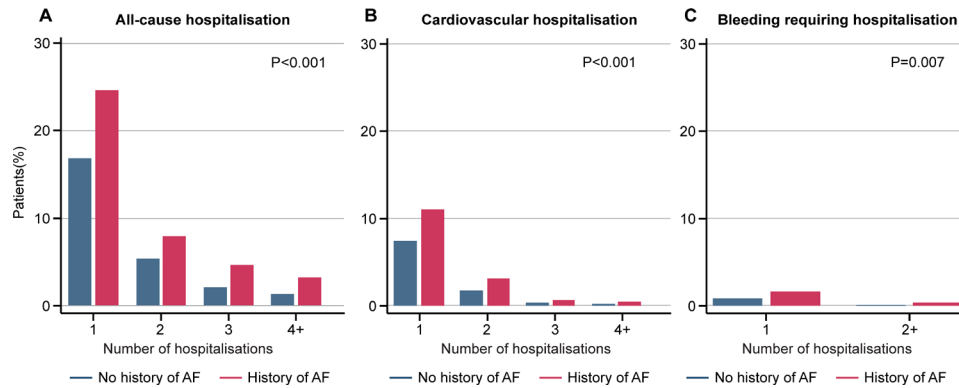 A All-cause hospitalisation
30
20
10
0
Patients(%)
P<0.001
1 2 3 4+
Number of hospitalisations
No history of AF History of AF
B Cardiovascular hospitalisation
30
20
10
0
P<0.001
1 2 3 4+
Number of hospitalisations
No history of AF History of AF
C Bleeding requiring hospitalisation
30
20
10
0
P=0.007
1 2+
Number of hospitalisations
No history of AF History of AF